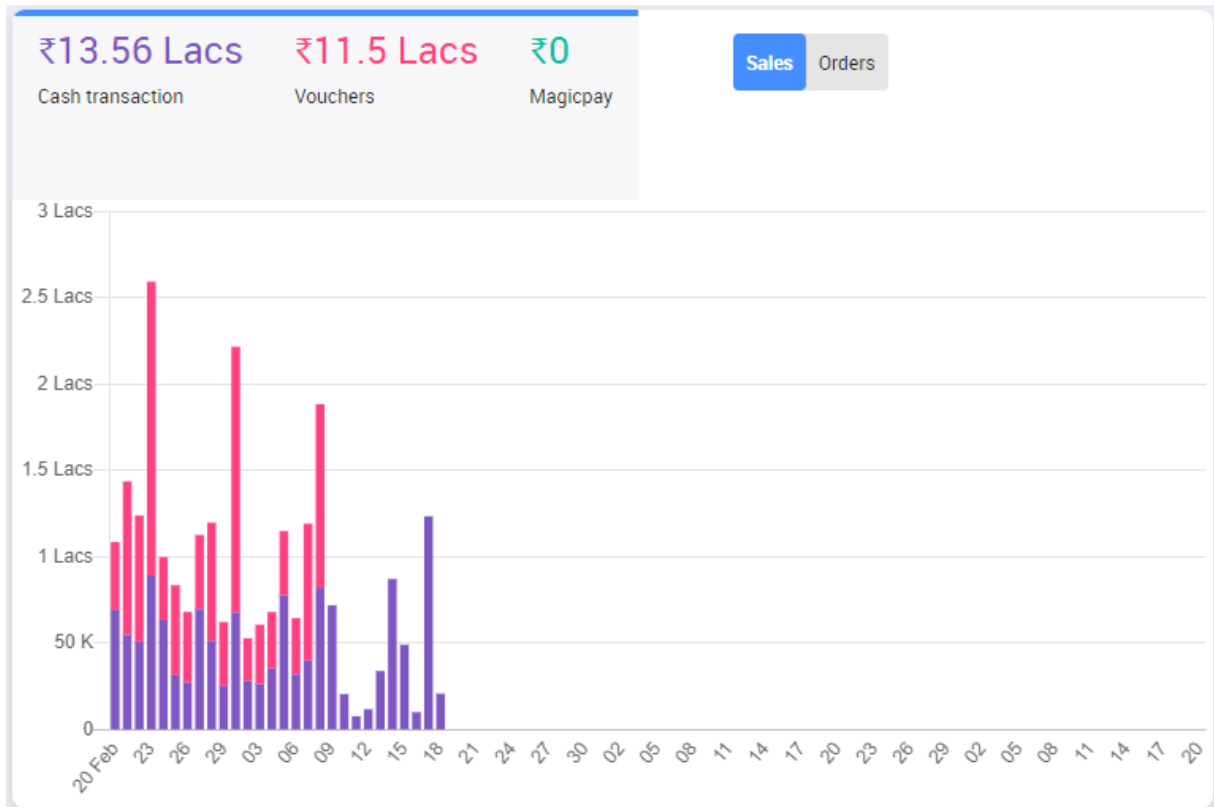 ₹13.56 Lacs ₹11.5 Lacs ₹0
Cash transaction Vouchers Magicpay
Sales Orders
3 Lacs
2.5 Lacs
2 Lacs
1.5 Lacs
1 Lacs
50 K
0
20 Feb 23 26 29 03 06 09 12 15 18 21 24 27 30 02 05 08 11 14 17 20 23 26 29 02 05 08 11 14 17 20